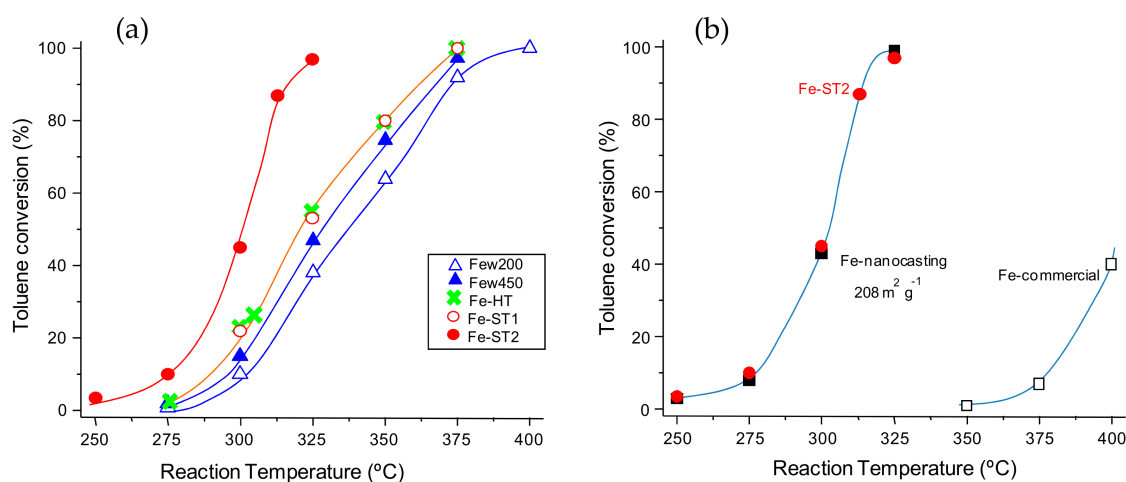 (a)
Toluene conversion (%)
100
80
60
40
20
0
250 275 300 325 350 375 400
Reaction Temperature (ºC)
Few200
Few450
Fe-HT
Fe-ST1
Fe-ST2
(b)
Toluene conversion (%)
100
80
60
40
20
0
250 275 300 325 350 375 400
Reaction Temperature (ºC)
Fe-ST2
Fe-nanocasting
208 m² g⁻¹
Fe-commercial